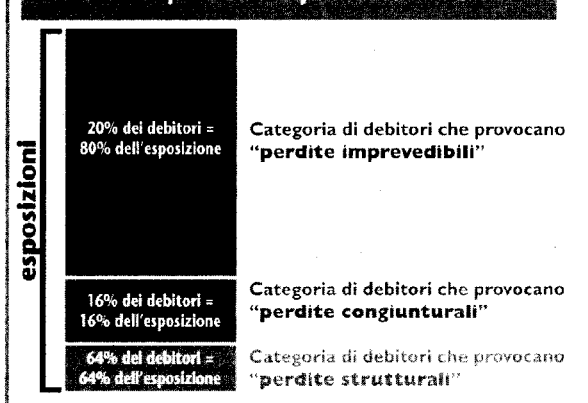 esposizioni
20% dei debitori =
80% dell'esposizione
Categoria di debitori che provocano
“perdite imprevedibili”
16% dei debitori =
16% dell'esposizione
Categoria di debitori che provocano
“perdite congiunturali”
64% dei debitori =
64% dell'esposizione
Categoria di debitori che provocano
“perdite strutturali”